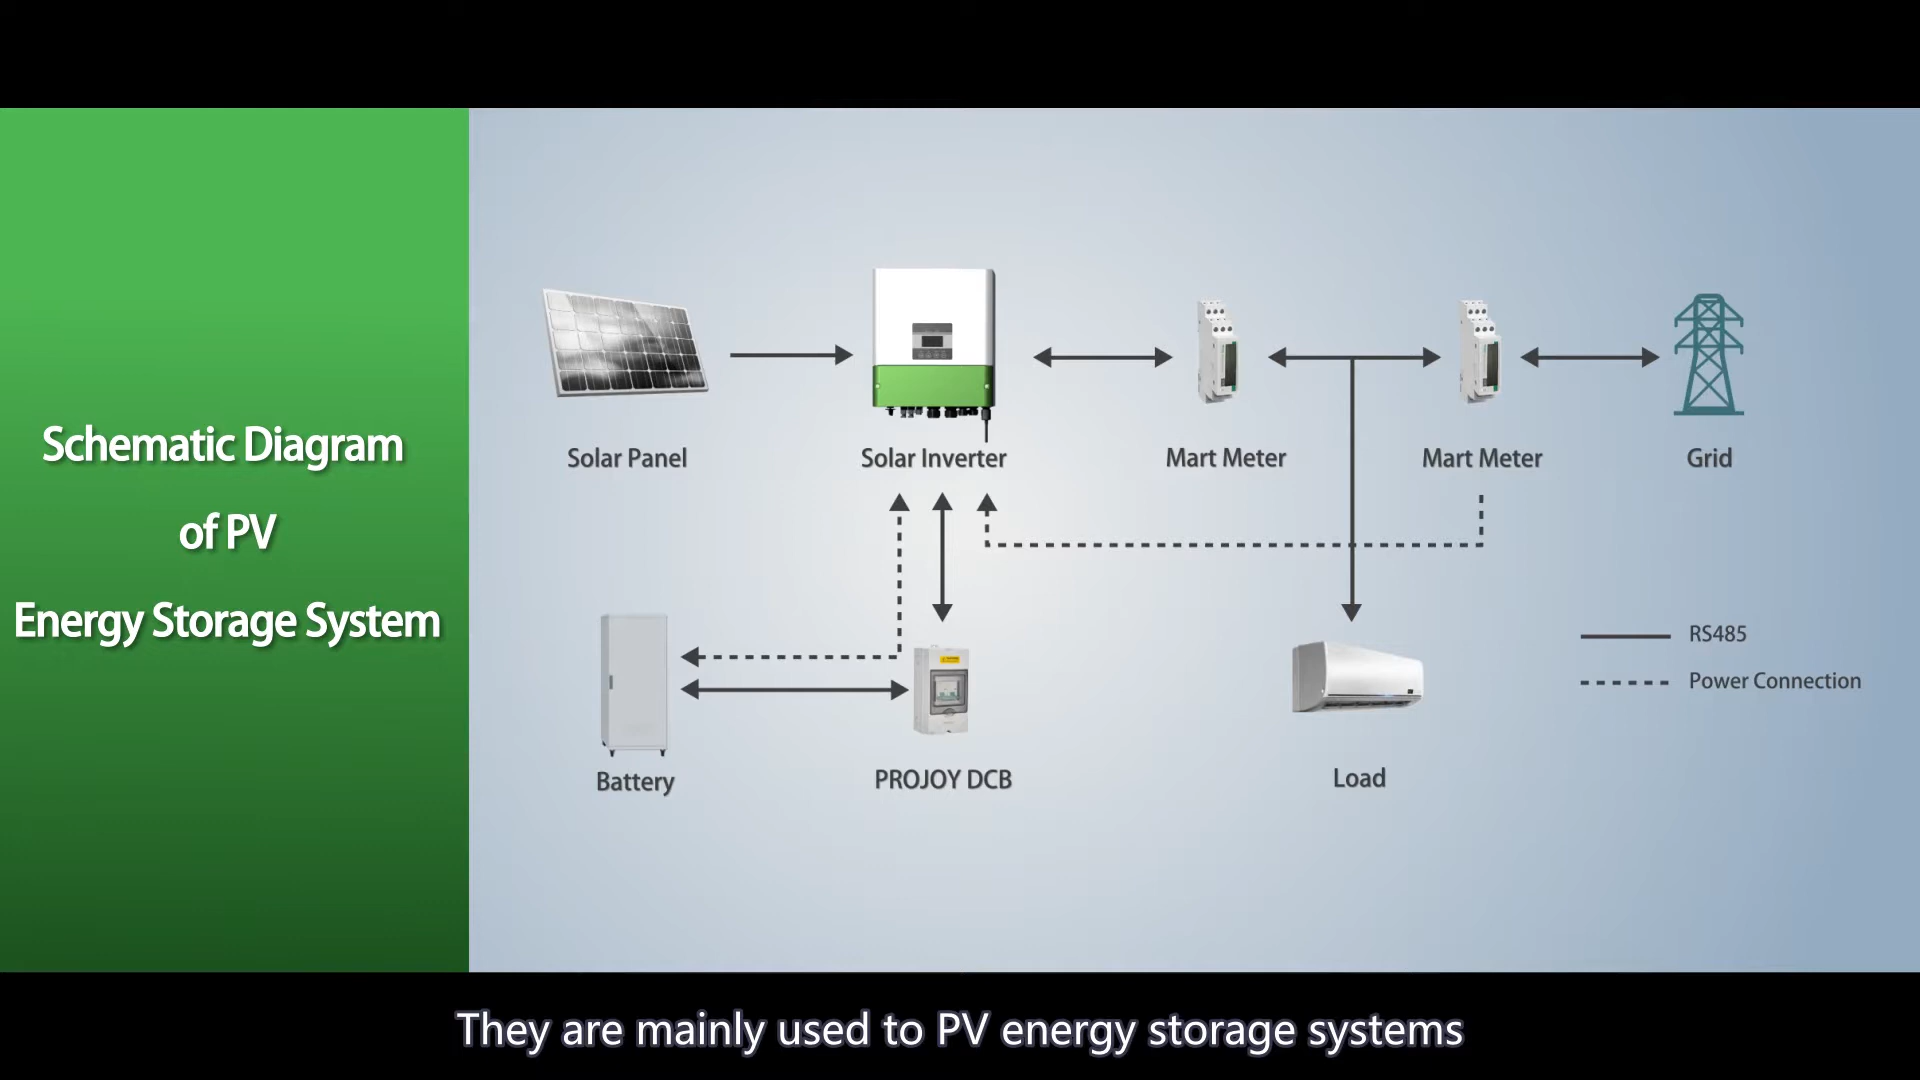 Schematic Diagram
of PV
Energy Storage System
Solar Panel
Solar Inverter
Mart Meter
Mart Meter
Grid
RS485
Power Connection
Battery
PROJOY DCB
Load
They are mainly used to PV energy storage systems